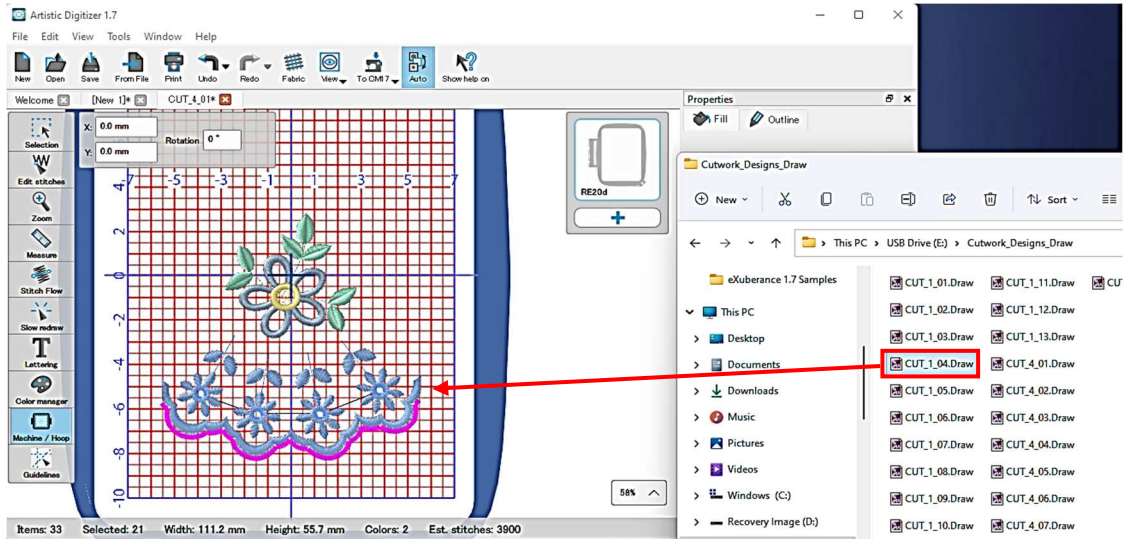 Artistic Digitizer 1.7
File Edit View Tools Window Help
New Open Save From File Print Undo Redo Fabric View To CMI 7 Auto Show help on
Welcome [New 1]* CUT_4_01*
X: 0.0 mm
Rotation 0 °
Y: 0.0 mm
Selection
Edit stitches
Zoom
Measure
Stitch Flow
Slow redraw
Lettering
Color manager
Machine / Hoop
Guidelines
-7 -5 -3 -1 1 3 5 7
4
2
-0
-2
-4
-6
-8
-10
RE20d
58%
Items: 33 Selected: 21 Width: 111.2 mm Height: 55.7 mm Colors: 2 Est. stitches: 3900
Properties
Fill Outline
Cutwork_Designs_Draw
New Sort
This PC USB Drive (E:) Cutwork_Designs_Draw
eXuberance 1.7 Samples
This PC
Desktop
Documents
Downloads
Music
Pictures
Videos
Windows (C:)
Recovery Image (D:)
CUT_1_01.Draw CUT_1_11.Draw CU
CUT_1_02.Draw CUT_1_12.Draw
CUT_1_03.Draw CUT_1_13.Draw
CUT_1_04.Draw CUT_4_01.Draw
CUT_1_05.Draw CUT_4_02.Draw
CUT_1_06.Draw CUT_4_03.Draw
CUT_1_07.Draw CUT_4_04.Draw
CUT_1_08.Draw CUT_4_05.Draw
CUT_1_09.Draw CUT_4_06.Draw
CUT_1_10.Draw CUT_4_07.Draw